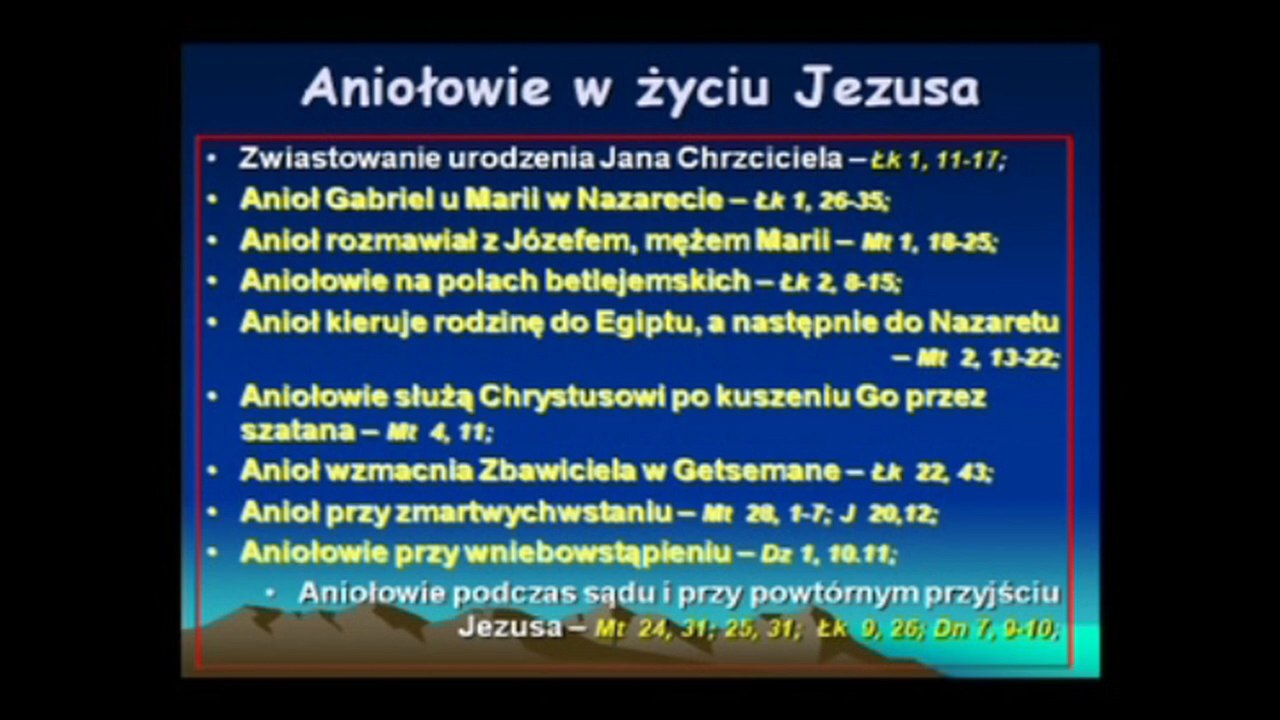 Aniołowie w życiu Jezusa
• Zwiastowanie urodzenia Jana Chrzciciela – Łk 1, 11-17;
• Anioł Gabriel u Marii w Nazarecie – Łk 1, 26-35;
• Anioł rozmawiał z Józefem, mężem Marii – Mt 1, 18-25;
• Aniołowie na polach betlejemskich – Łk 2, 8-15;
• Anioł kieruje rodzinę do Egiptu, a następnie do Nazaretu
– Mt 2, 13-22;
• Aniołowie służą Chrystusowi po kuszeniu Go przez
szatana – Mt 4, 11;
• Anioł wzmacnia Zbawiciela w Getsemane – Łk 22, 43;
• Anioł przy zmartwychwstaniu – Mt 28, 1-7; J 20,12;
• Aniołowie przy wniebowstąpieniu – Dz 1, 10.11;
• Aniołowie podczas sądu i przy powtórnym przyjściu
Jezusa – Mt 24, 31; 25, 31; Łk 9, 26; Dn 7, 9-10;